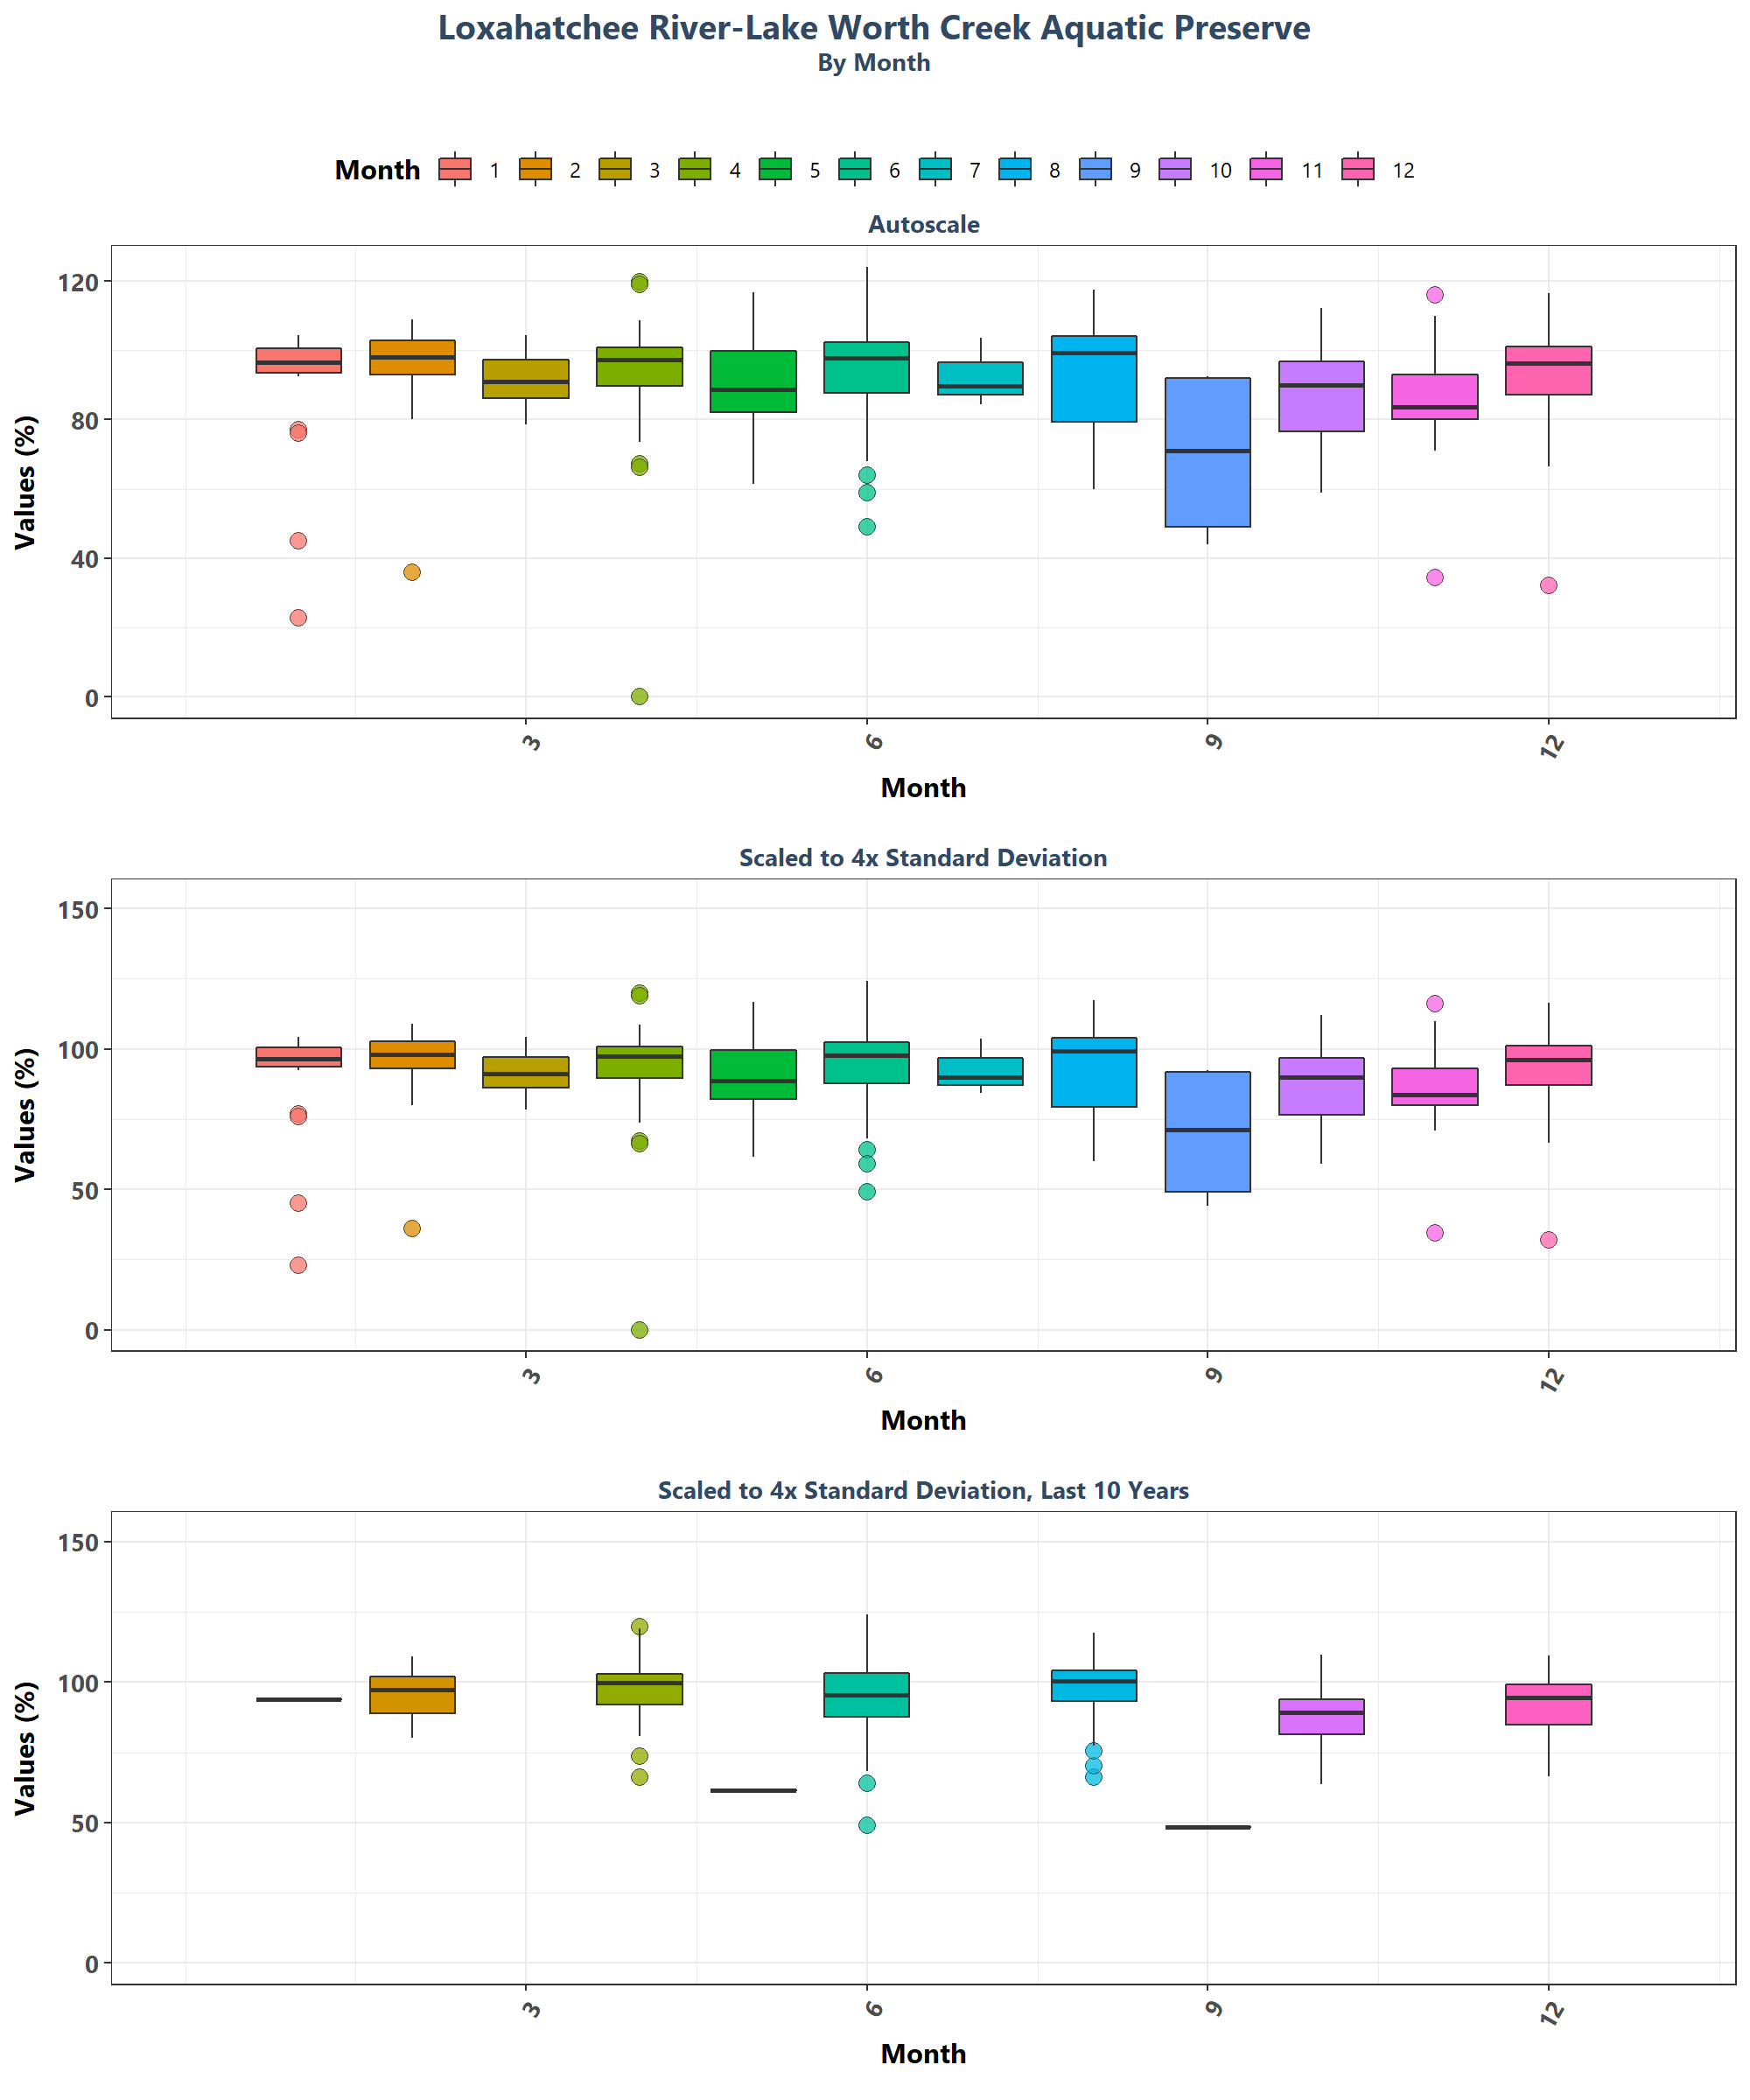 Loxahatchee River-Lake Worth Creek Aquatic Preserve
By Month
Month 1 2 3 4 5 6 7 8 9 10 11 12
Autoscale
Values (%)
120
80
40
0
3 6 9 12
Month
Scaled to 4x Standard Deviation
Values (%)
150
100
50
0
3 6 9 12
Month
Scaled to 4x Standard Deviation, Last 10 Years
Values (%)
150
100
50
0
3 6 9 12
Month